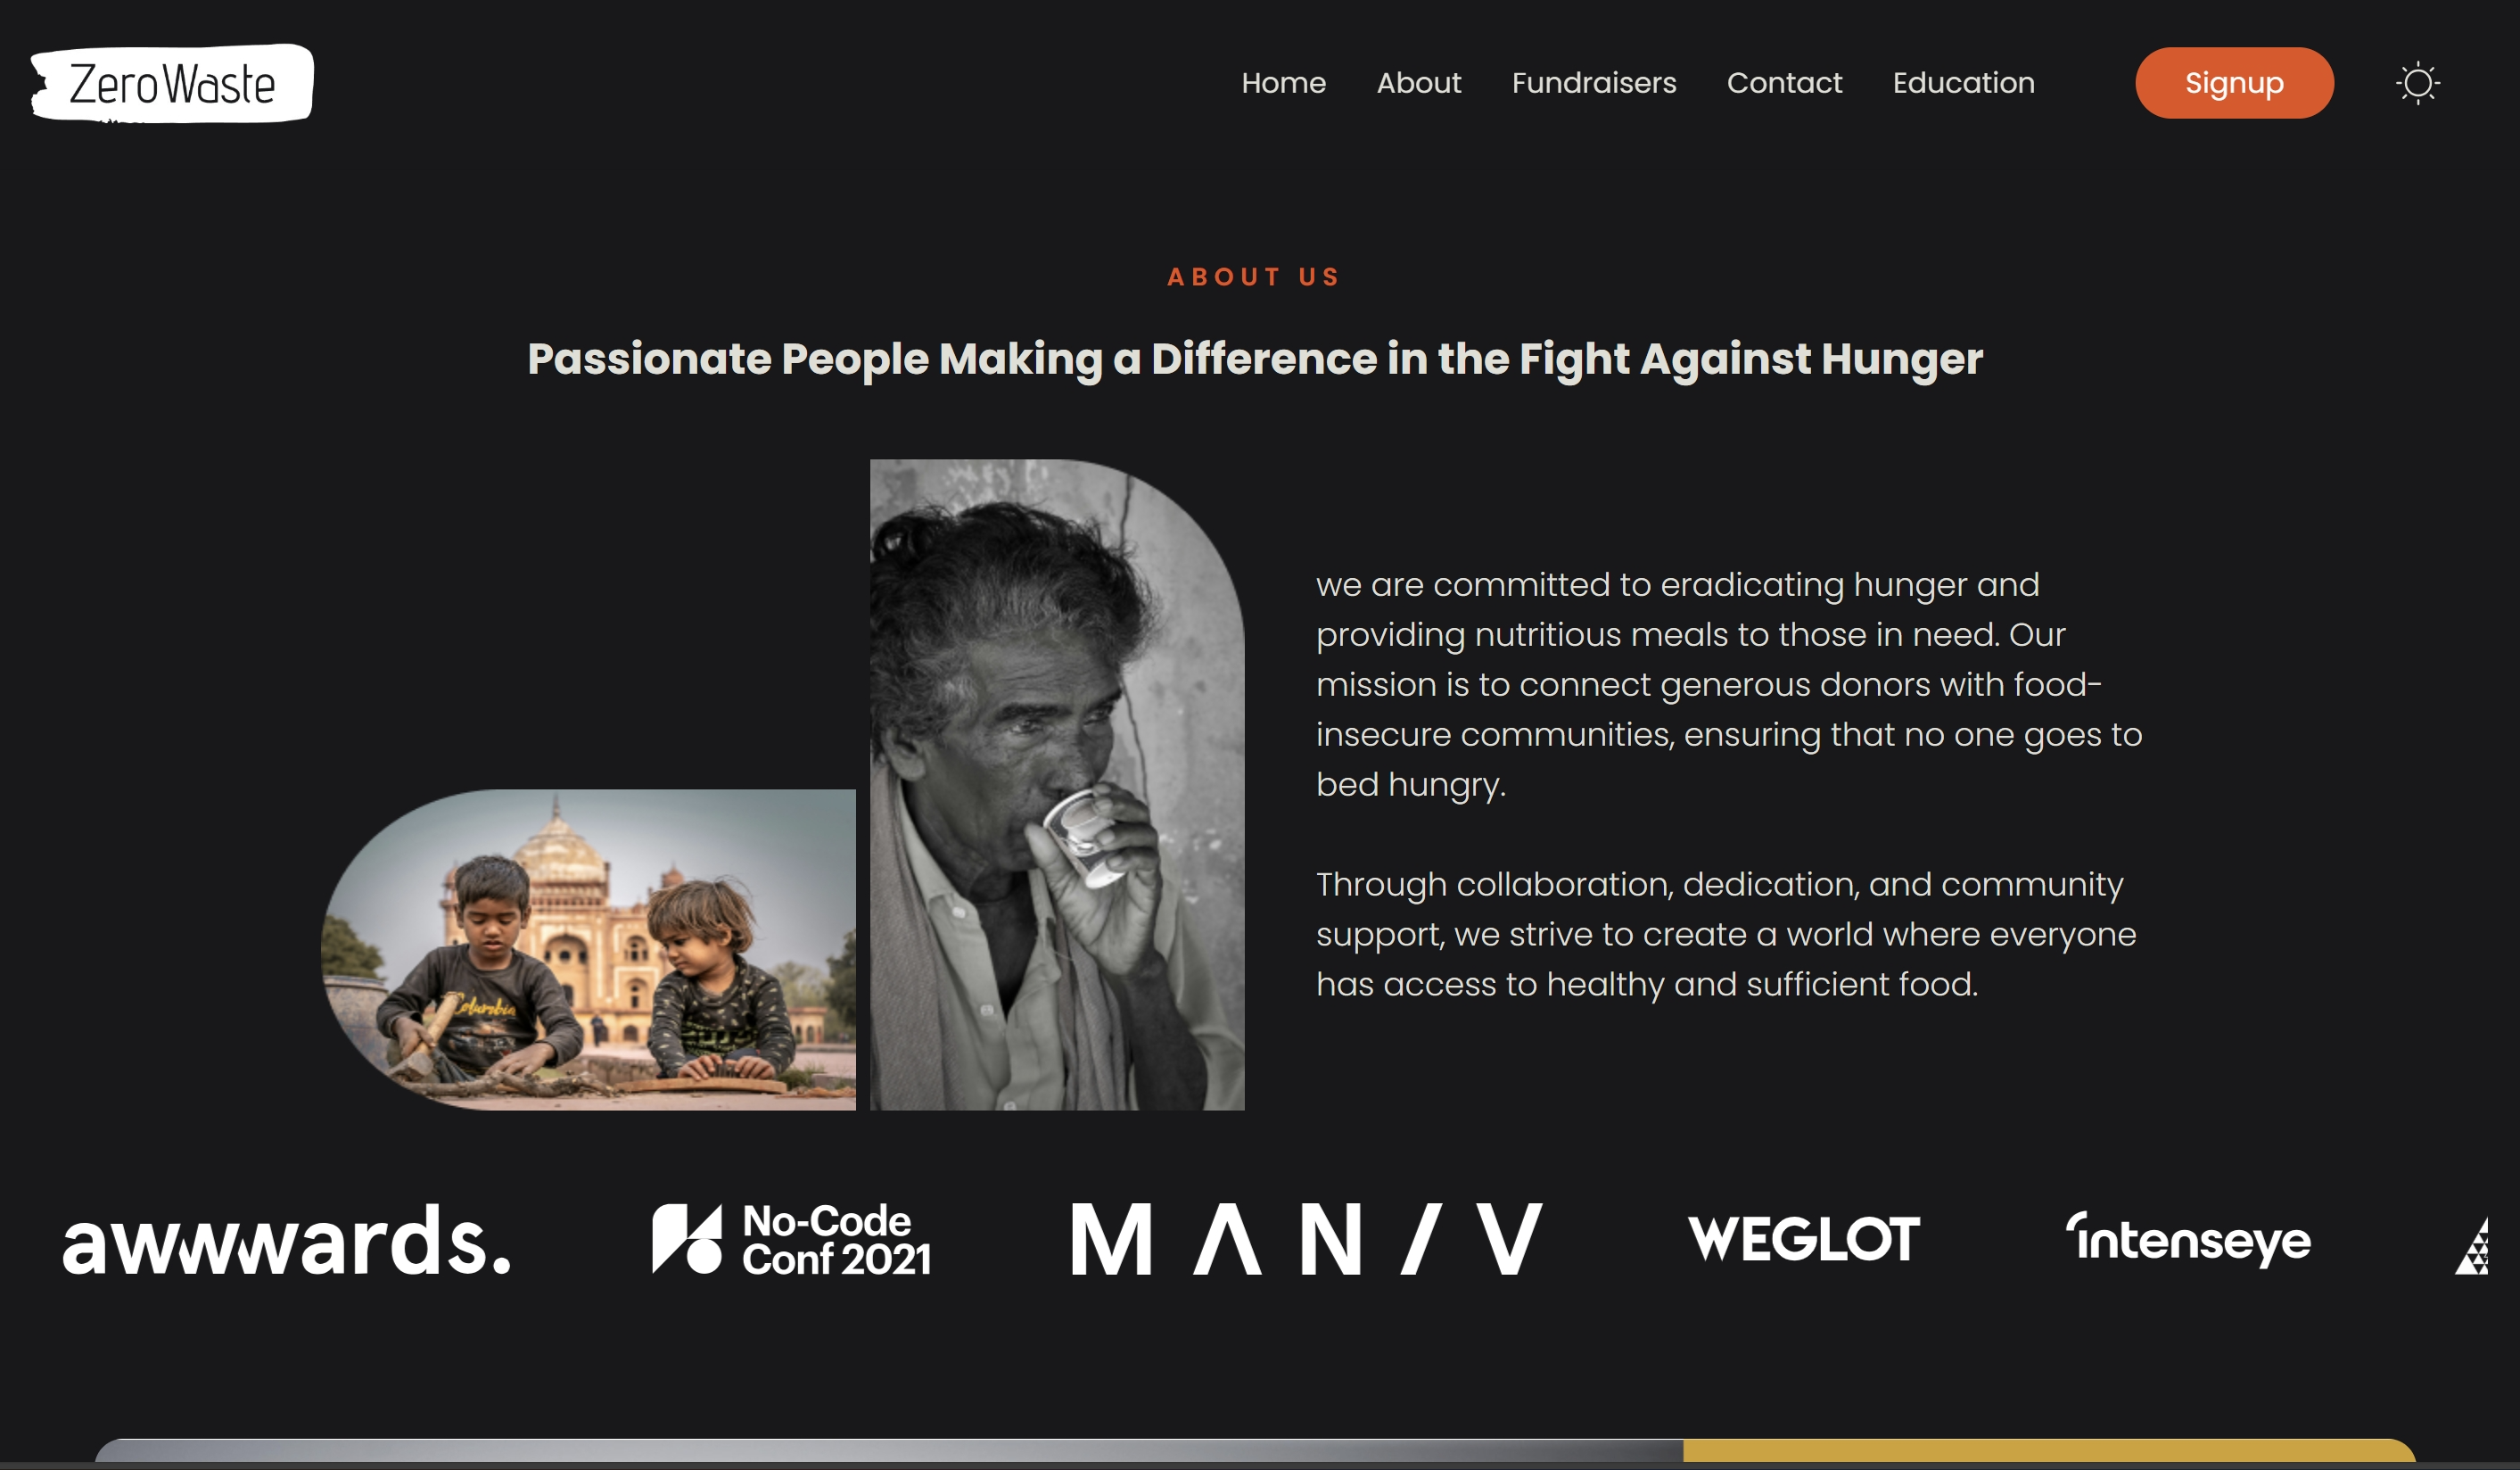 ZeroWaste
Home About Fundraisers Contact Education Signup
ABOUT US
Passionate People Making a Difference in the Fight Against Hunger
we are committed to eradicating hunger and
providing nutritious meals to those in need. Our
mission is to connect generous donors with food-
insecure communities, ensuring that no one goes to
bed hungry.
Through collaboration, dedication, and community
support, we strive to create a world where everyone
has access to healthy and sufficient food.
Columbia
awwwards.
No-Code
Conf 2021
MANIV
WEGLOT
intenseye